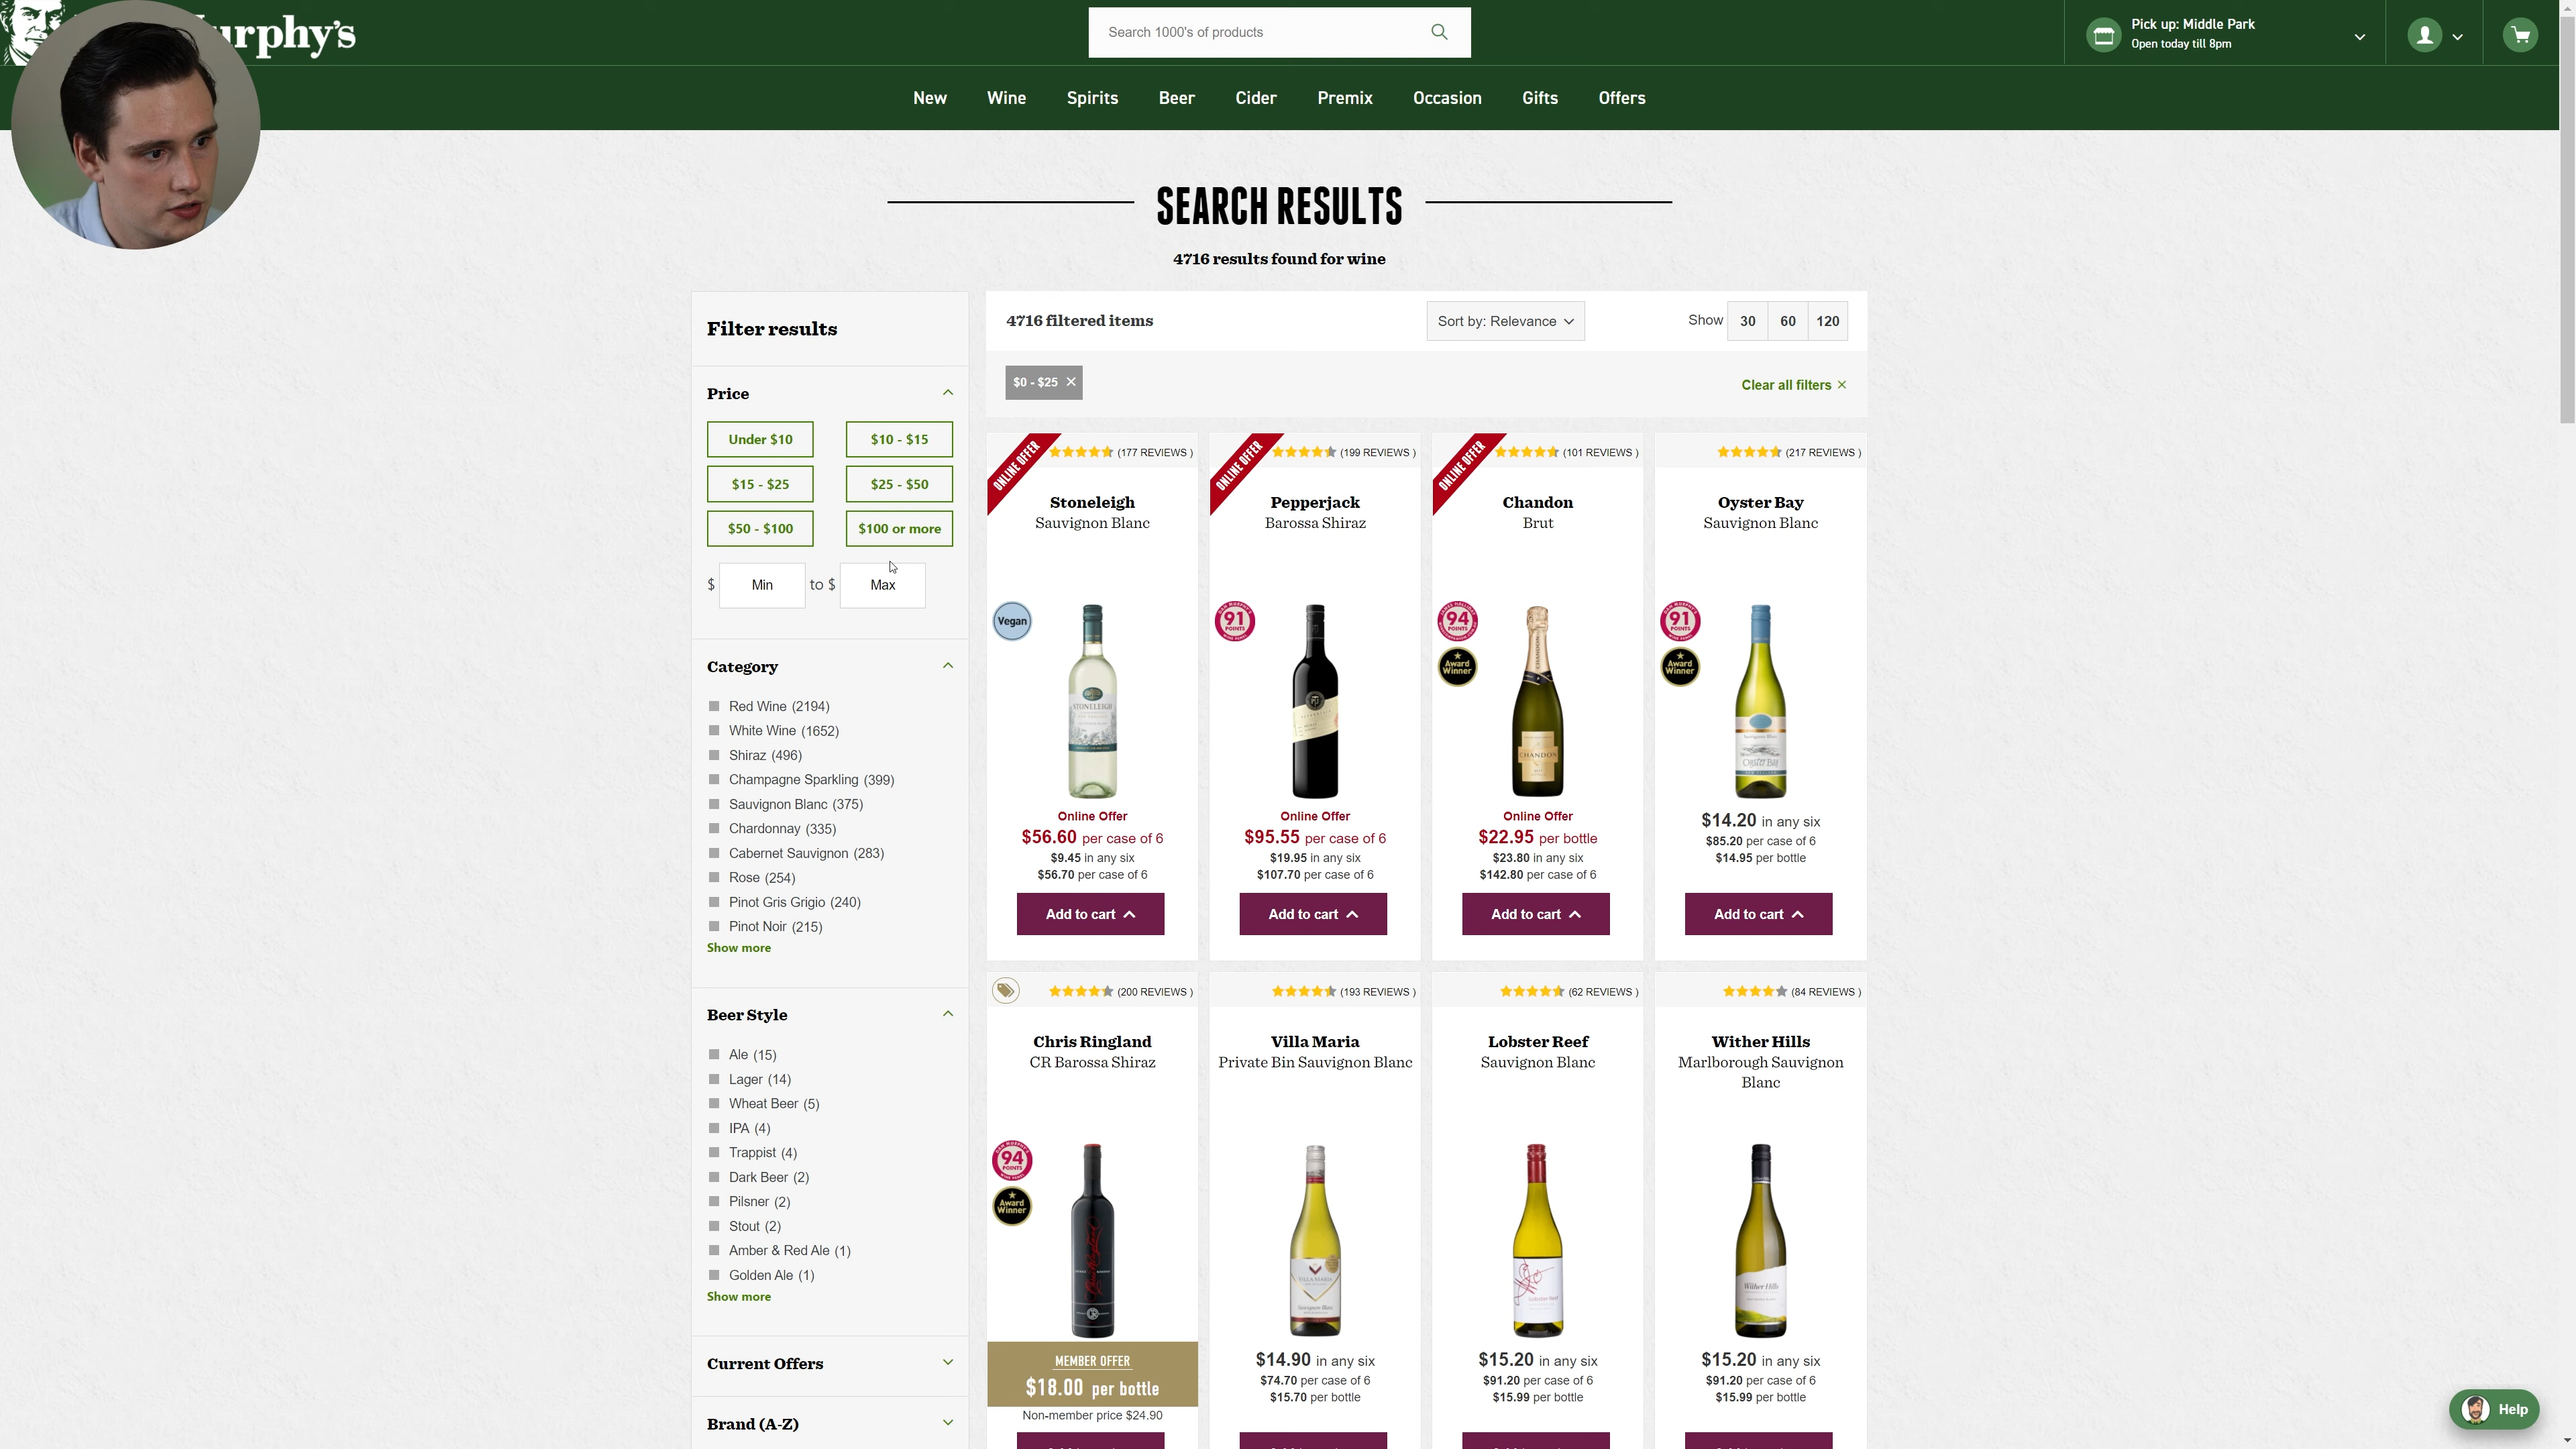 urphy's
Search 1000's of products
Pick up: Middle Park
Open today till 8pm
New Wine Spirits Beer Cider Premix Occasion Gifts Offers
SEARCH RESULTS
4716 results found for wine
Filter results
Price
Under $10 $10 - $15
$15 - $25 $25 - $50
$50 - $100 $100 or more
$ Min to $ Max
Category
Red Wine (2194)
White Wine (1652)
Shiraz (496)
Champagne Sparkling (399)
Sauvignon Blanc (375)
Chardonnay (335)
Cabernet Sauvignon (283)
Rose (254)
Pinot Gris Grigio (240)
Pinot Noir (215)
Show more
Beer Style
Ale (15)
Lager (14)
Wheat Beer (5)
IPA (4)
Trappist (4)
Dark Beer (2)
Pilsner (2)
Stout (2)
Amber & Red Ale (1)
Golden Ale (1)
Show more
Current Offers
Brand (A-Z)
4716 filtered items
Sort by: Relevance
Show 30 60 120
$0 - $25 ✕
Clear all filters ✕
ONLINE OFFER
(177 REVIEWS )
Stoneleigh
Sauvignon Blanc
Vegan
STONELEIGH
Online Offer
$56.60 per case of 6
$9.45 in any six
$56.70 per case of 6
Add to cart
ONLINE OFFER
(199 REVIEWS )
Pepperjack
Barossa Shiraz
91
POINTS
Online Offer
$95.55 per case of 6
$19.95 in any six
$107.70 per case of 6
Add to cart
ONLINE OFFER
(101 REVIEWS )
Chandon
Brut
94
POINTS
Award
Winner
CHANDON
CHANDON
Online Offer
$22.95 per bottle
$23.80 in any six
$142.80 per case of 6
Add to cart
(217 REVIEWS )
Oyster Bay
Sauvignon Blanc
91
POINTS
Award
Winner
Oyster Bay
$14.20 in any six
$85.20 per case of 6
$14.95 per bottle
Add to cart
(200 REVIEWS )
Chris Ringland
CR Barossa Shiraz
94
POINTS
Award
Winner
MEMBER OFFER
$18.00 per bottle
Non-member price $24.90
(193 REVIEWS )
Villa Maria
Private Bin Sauvignon Blanc
VILLA MARIA
Sauvignon Blanc
$14.90 in any six
$74.70 per case of 6
$15.70 per bottle
(62 REVIEWS )
Lobster Reef
Sauvignon Blanc
Lobster Reef
$15.20 in any six
$91.20 per case of 6
$15.99 per bottle
(84 REVIEWS )
Wither Hills
Marlborough Sauvignon
Blanc
Wither Hills
$15.20 in any six
$91.20 per case of 6
$15.99 per bottle
Help